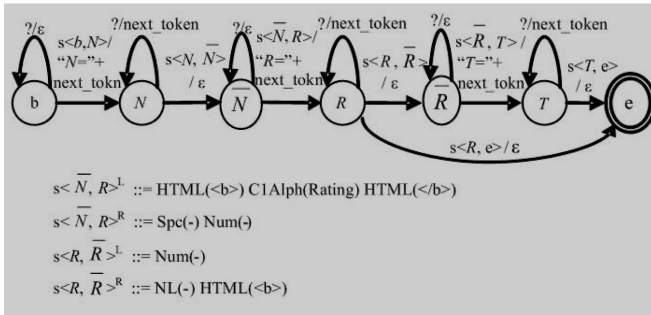 ?/ε ?/next_token ?/ε ?/next_token ?/ε ?/next_token
s<b,N>/ “N=”+ next_tokn
s<N, N̅> / ε
s<N̅, R>/ “R=”+ next_tokn
s<R, R̅> / ε
s<R̅, T>/ “T=”+ next_tokn
s<T, e> / ε
b N N̅ R R̅ T e
s<R, e>/ ε
s< N̅, R>ᴸ ::= HTML(<b>) C1Alph(Rating) HTML(</b>)
s< N̅, R>ᴿ ::= Spc(-) Num(-)
s<R, R̅ >ᴸ ::= Num(-)
s<R, R̅ >ᴿ ::= NL(-) HTML(<b>)